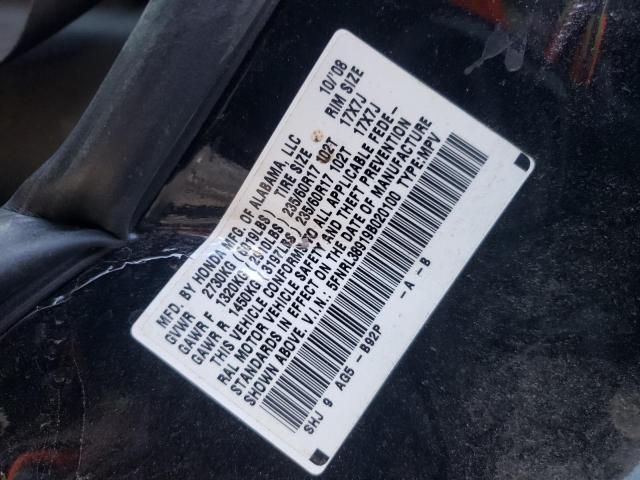 MFD. BY HONDA MFG. OF ALABAMA, LLC 10/'08
GVWR 2730KG (6019LBS) TIRE SIZE RIM SIZE
GAWR F 1320KG (2910LBS) 235/60R17 102T 17X7J
GAWR R 1450KG (3197LBS) 235/60R17 102T 17X7J
THIS VEHICLE CONFORMS TO ALL APPLICABLE FEDE-
RAL MOTOR VEHICLE SAFETY AND THEFT PREVENTION
STANDARDS IN EFFECT ON THE DATE OF MANUFACTURE
SHOWN ABOVE. V.I.N.: 5FNRL38919B020100 TYPE:MPV
SHJ 9 AG5 -B92P -A -B